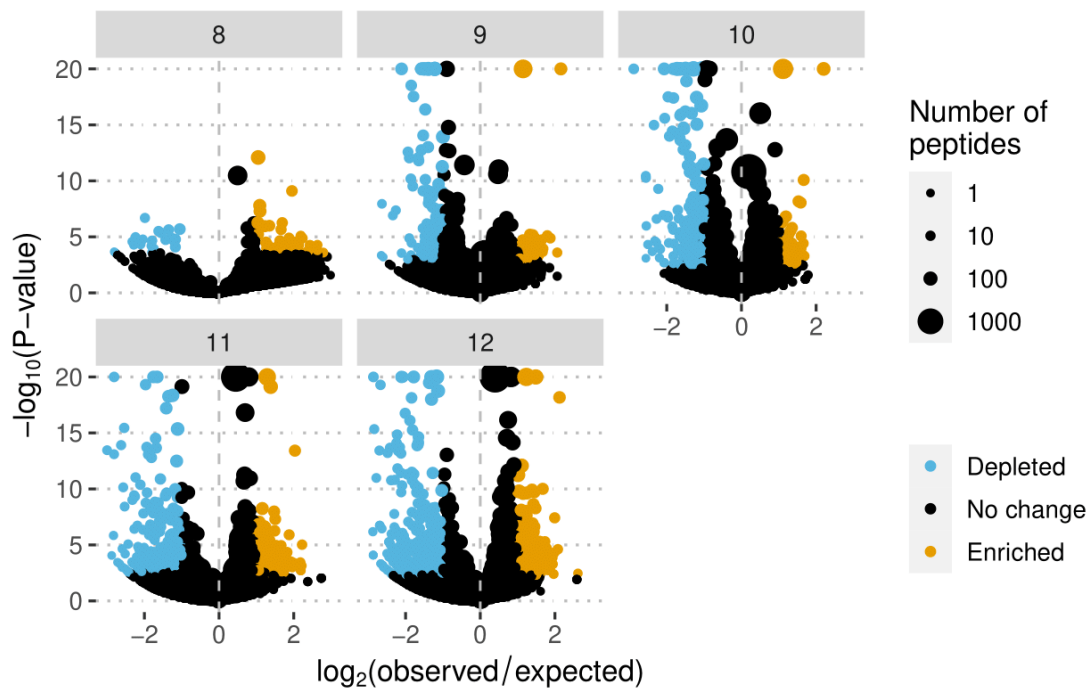 8 9 10
20
15
10
5
0
−2 0 2
11 12
20
15
10
5
0
−2 0 2 −2 0 2
−log₁₀(P−value)
log₂(observed/expected)
Number of
peptides
1
10
100
1000
Depleted
No change
Enriched